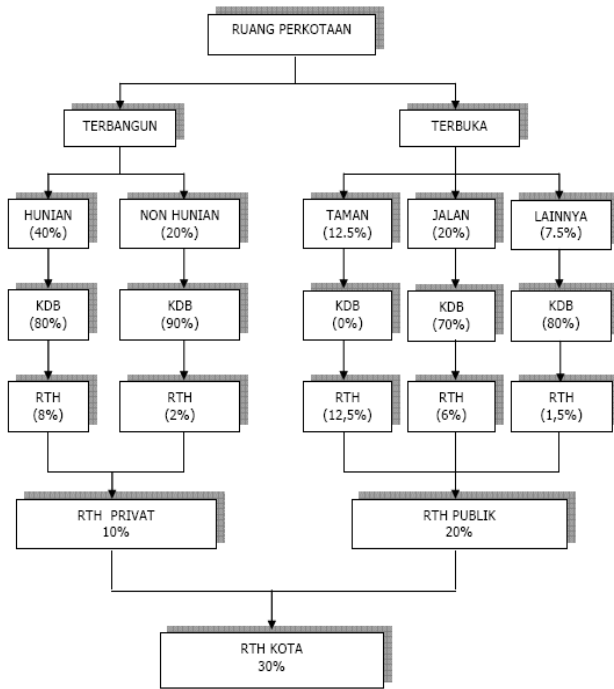 RUANG PERKOTAAN
TERBANGUN
TERBUKA
HUNIAN
(40%)
NON HUNIAN
(20%)
TAMAN
(12.5%)
JALAN
(20%)
LAINNYA
(7.5%)
KDB
(80%)
KDB
(90%)
KDB
(0%)
KDB
(70%)
KDB
(80%)
RTH
(8%)
RTH
(2%)
RTH
(12,5%)
RTH
(6%)
RTH
(1,5%)
RTH PRIVAT
10%
RTH PUBLIK
20%
RTH KOTA
30%